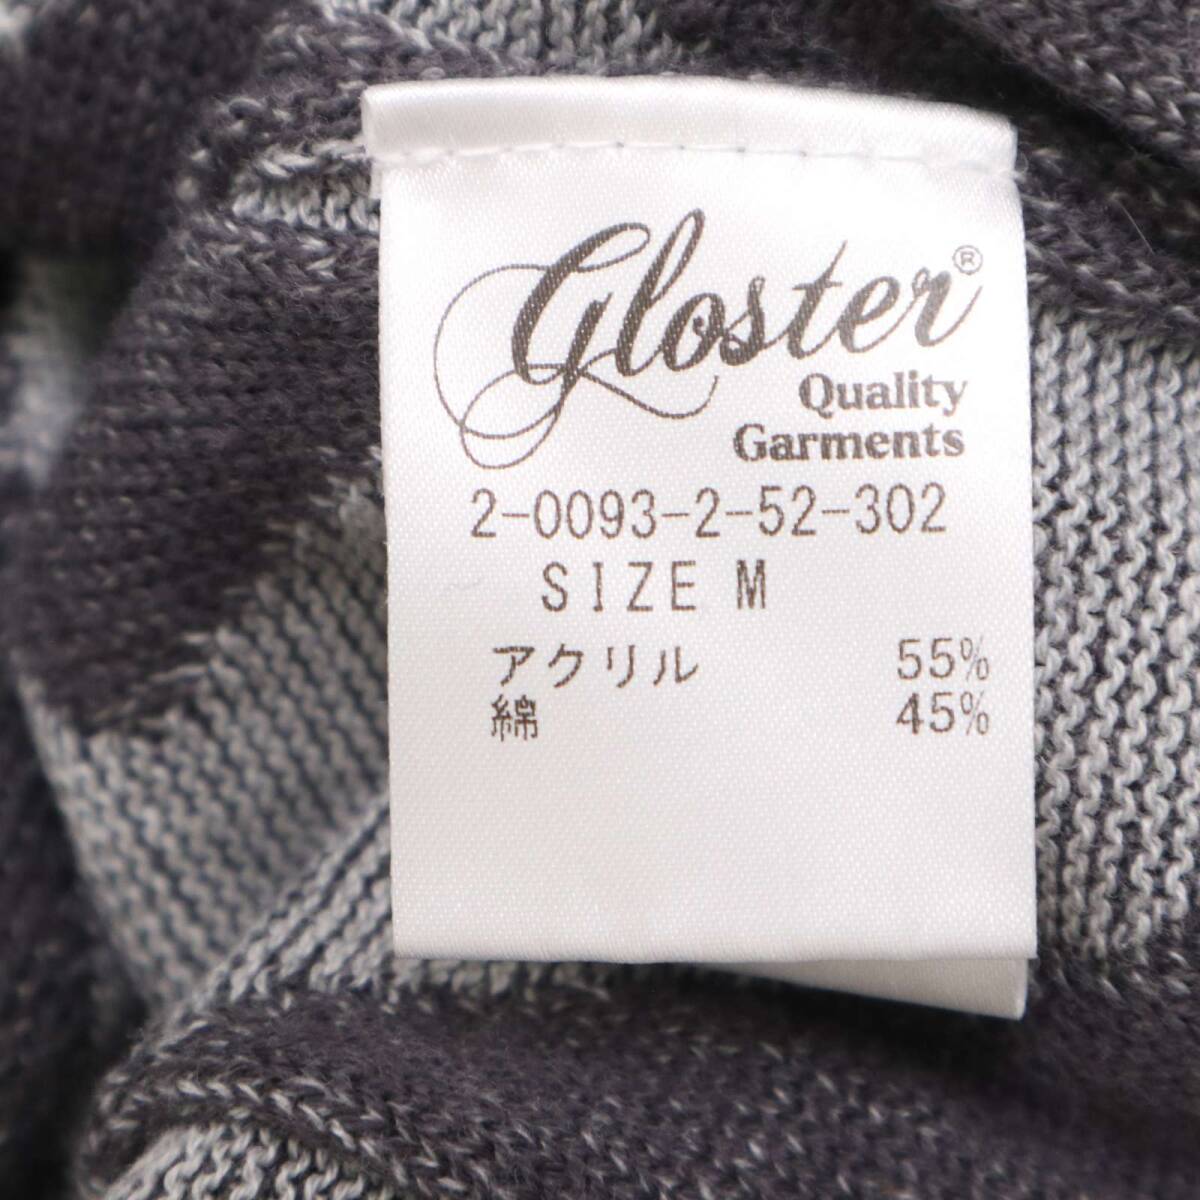 Gloster®
Quality
Garments
2-0093-2-52-302
SIZE M
アクリル 55%
綿 45%